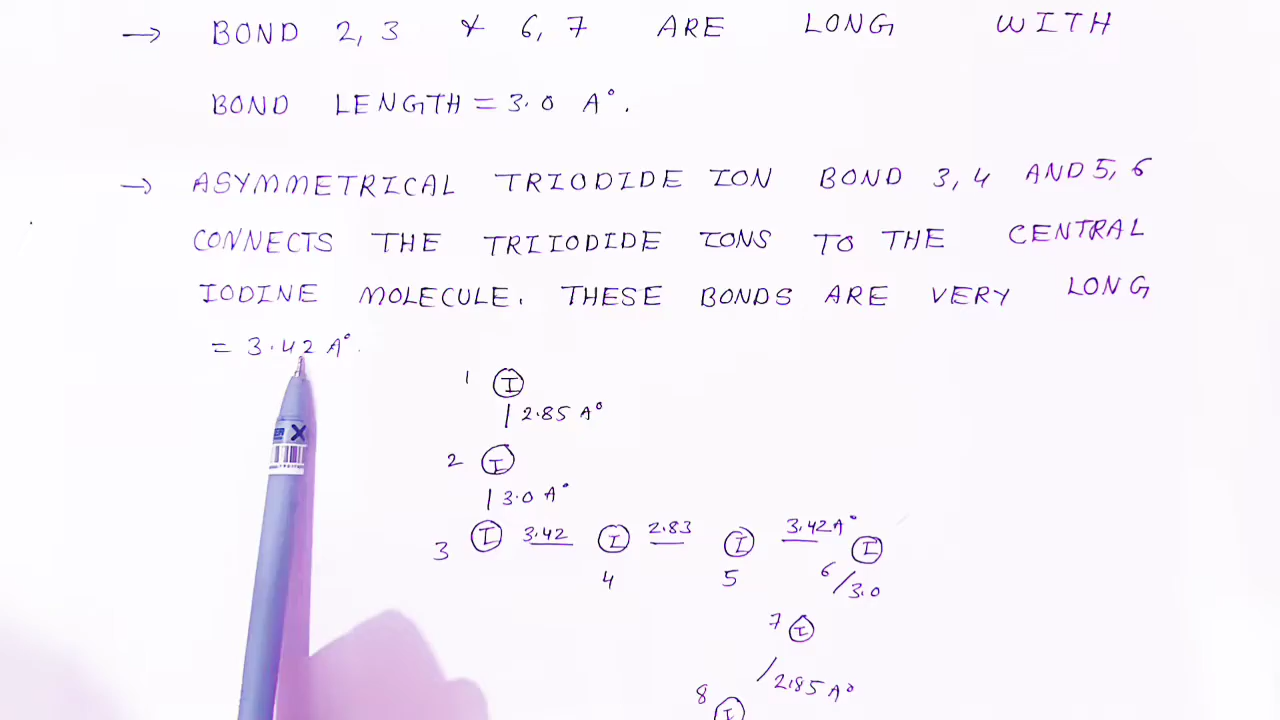 → BOND 2, 3 & 6, 7 ARE LONG WITH
BOND LENGTH = 3.0 A°.
→ ASYMMETRICAL TRIODIDE ION BOND 3, 4 AND 5, 6
CONNECTS THE TRIIODIDE IONS TO THE CENTRAL
IODINE MOLECULE. THESE BONDS ARE VERY LONG
= 3.42 A°.
1 I
2.85 A°
2 I
3.0 A°
3 I 3.42 I 2.83 I 3.42A° I
4 5 6
3.0
7 I
2.85 A°
8 I
X